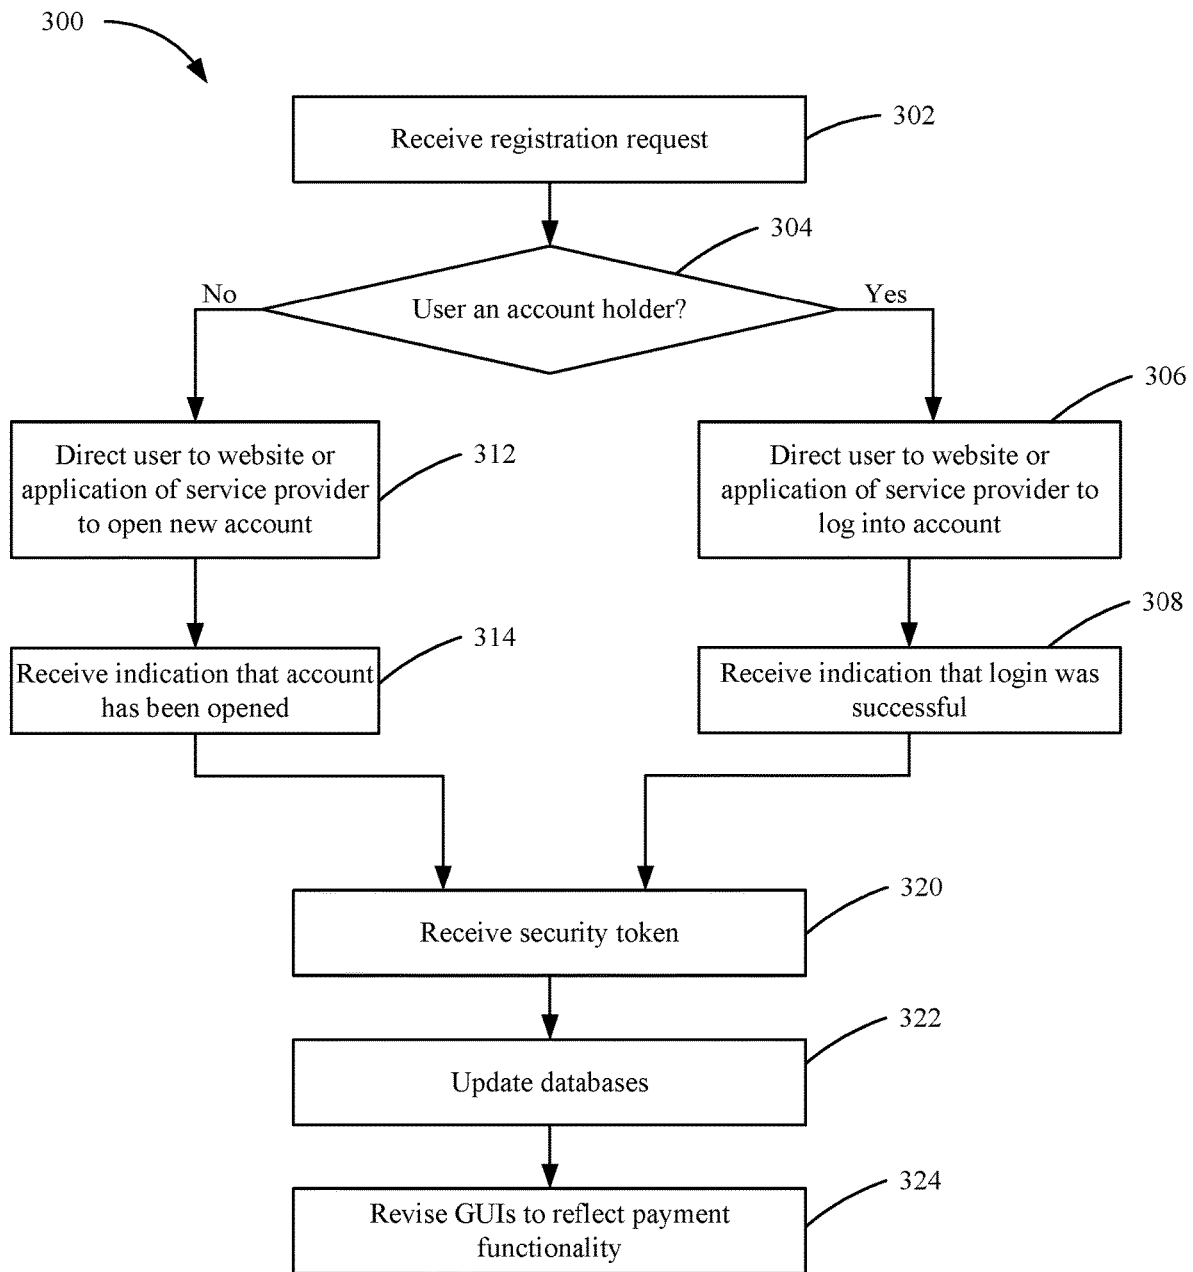 300
Receive registration request
302
304
User an account holder?
No
Yes
306
Direct user to website or
application of service provider
to open new account
312
Direct user to website or
application of service provider to
log into account
308
Receive indication that account
has been opened
314
Receive indication that login was
successful
320
Receive security token
322
Update databases
324
Revise GUIs to reflect payment
functionality